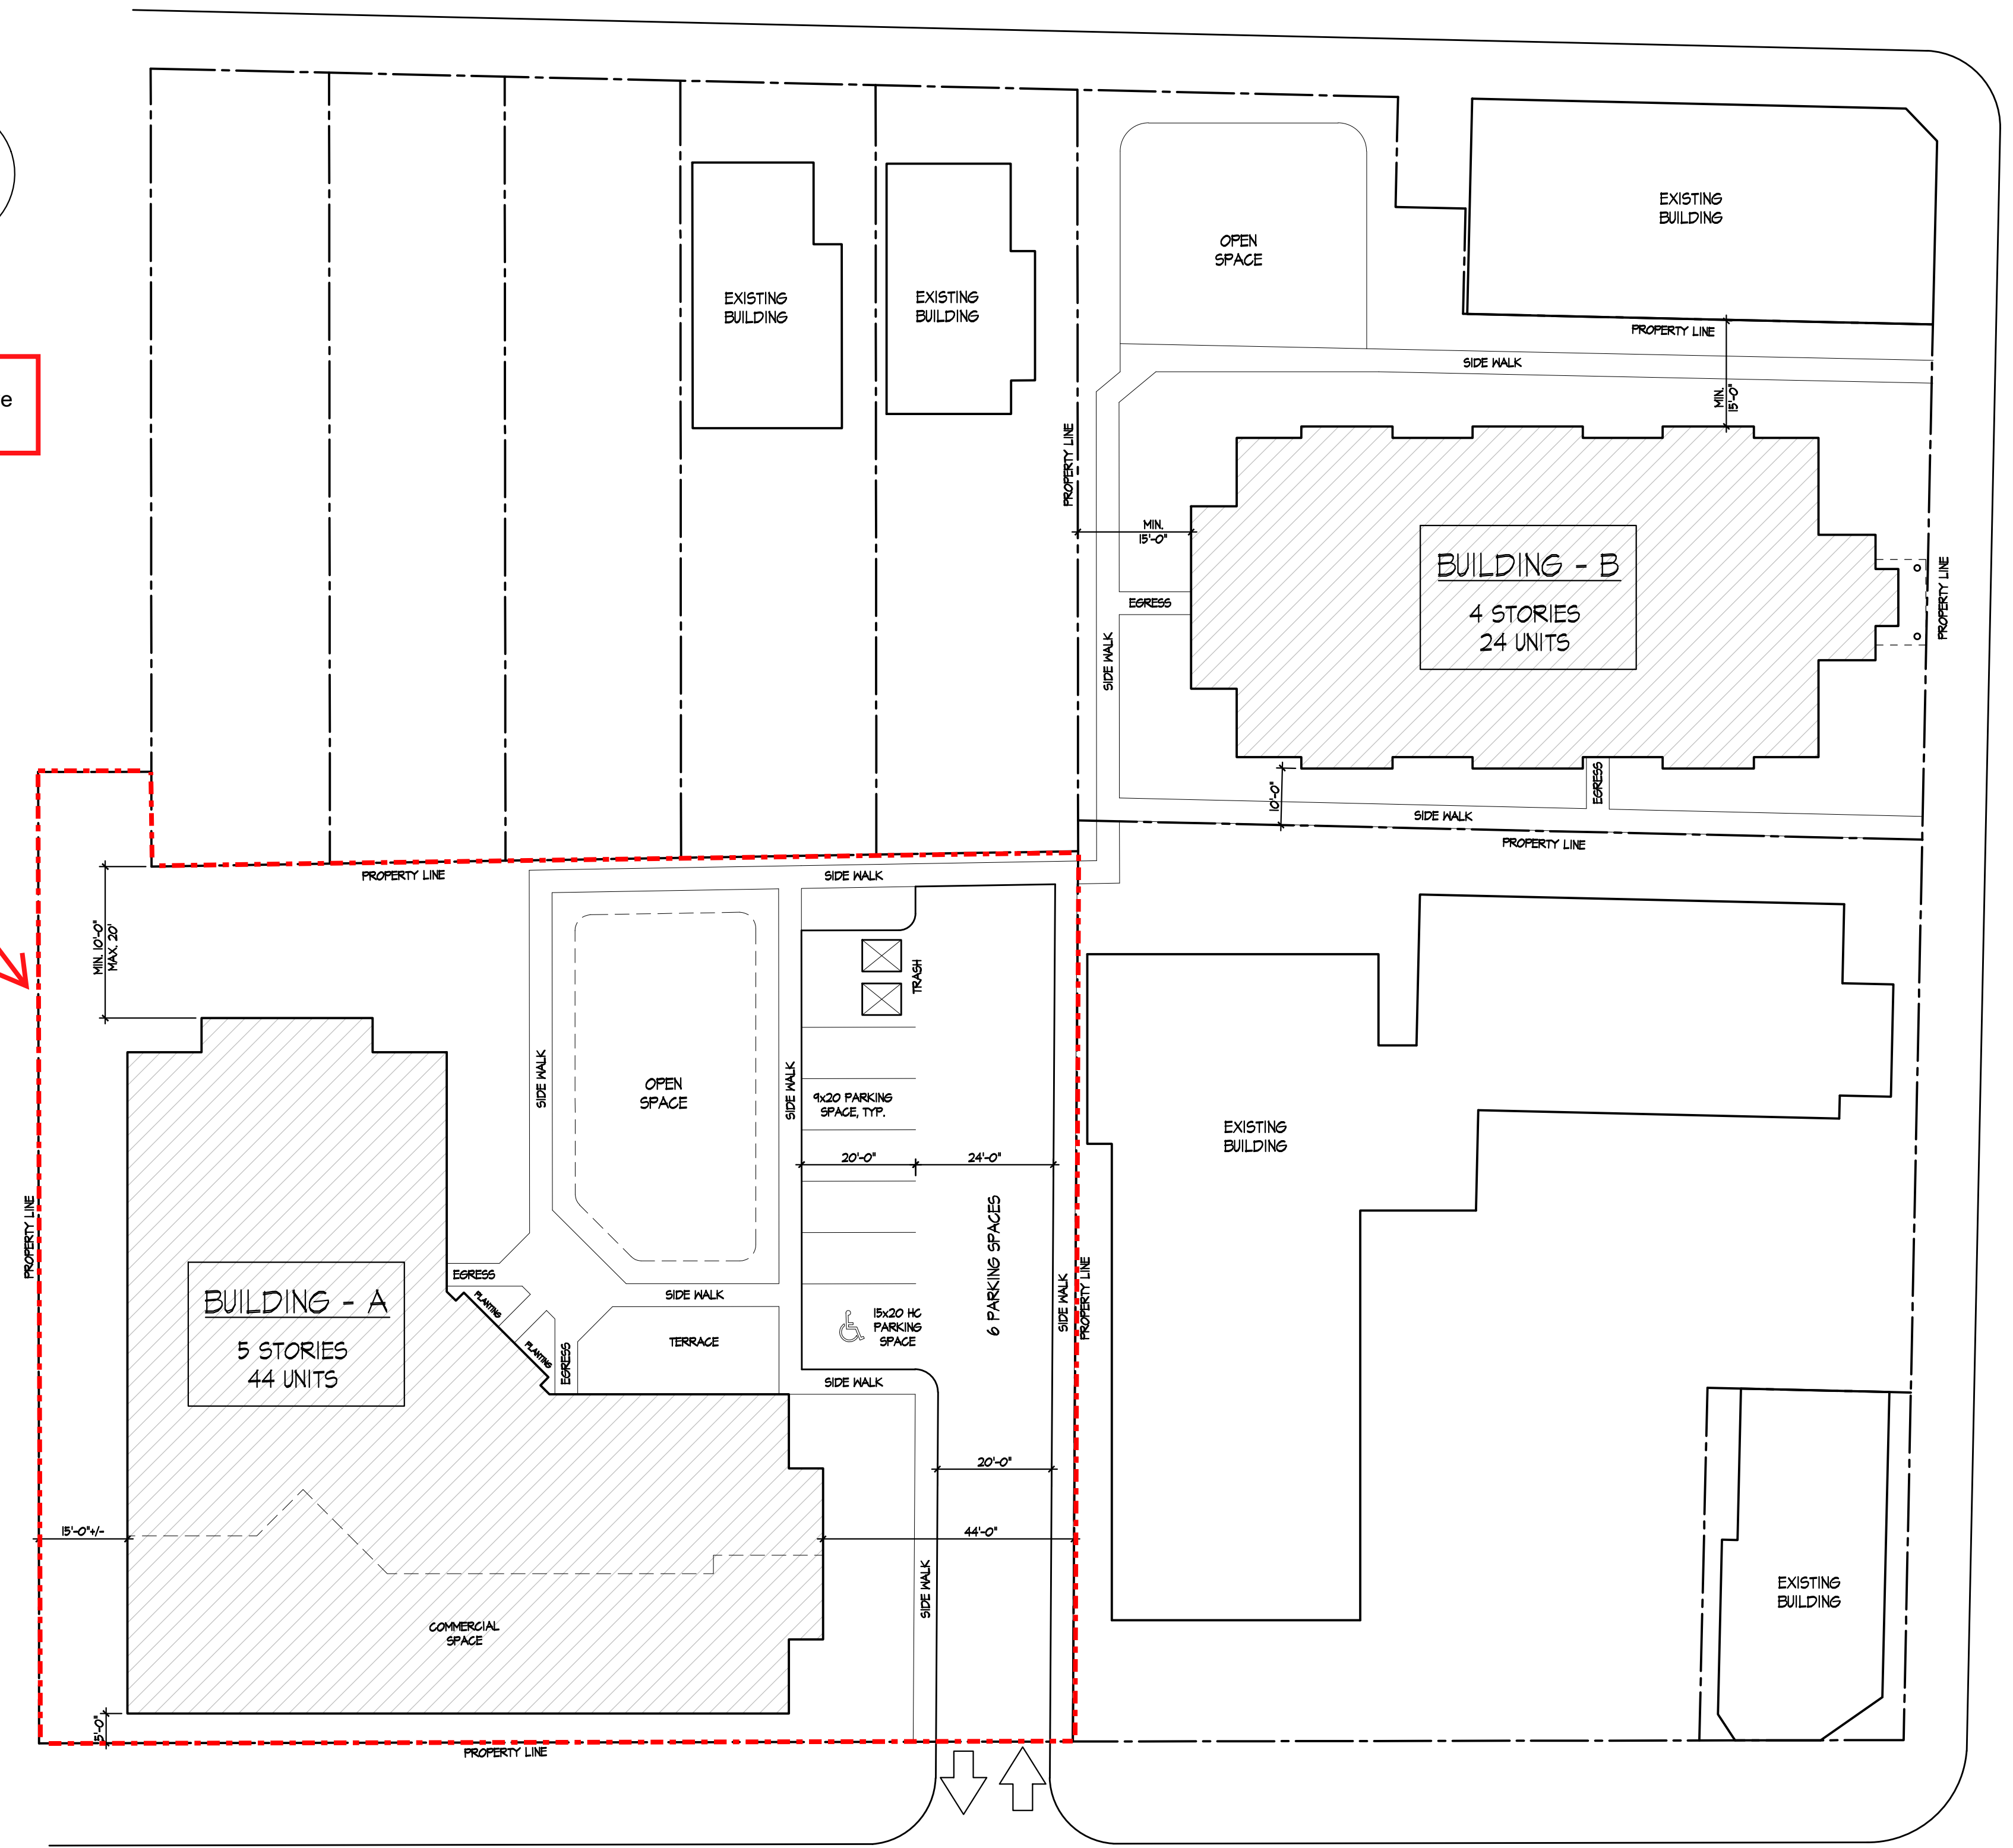 EXISTING
BUILDING
OPEN
SPACE
EXISTING
BUILDING
EXISTING
BUILDING
PROPERTY LINE
SIDE WALK
e
MIN.
15'-0"
PROPERTY LINE
MIN.
15'-0"
BUILDING - B
4 STORIES
24 UNITS
PROPERTY LINE
EGRESS
SIDE WALK
10'-0"
EGRESS
SIDE WALK
PROPERTY LINE
PROPERTY LINE
SIDE WALK
MIN. 10'-0"
MAX. 20'
TRASH
SIDE WALK
OPEN
SPACE
SIDE WALK
9x20 PARKING
SPACE, TYP.
EXISTING
BUILDING
20'-0"
24'-0"
PROPERTY LINE
6 PARKING SPACES
EGRESS
PLANTING
SIDE WALK
SIDE WALK
PROPERTY LINE
BUILDING - A
5 STORIES
44 UNITS
PLANTING
EGRESS
TERRACE
15x20 HC
PARKING
SPACE
SIDE WALK
20'-0"
15'-0"+/-
44'-0"
SIDE WALK
EXISTING
BUILDING
COMMERCIAL
SPACE
5'-0"
PROPERTY LINE